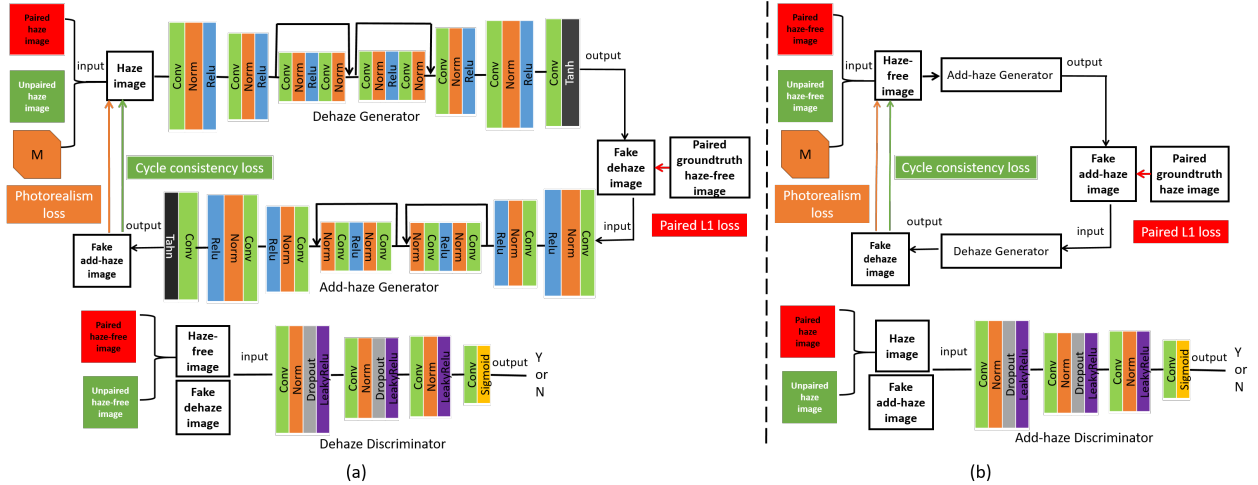 Paired
haze
image
Unpaired
haze
image
M
input
Haze
image
Conv
Norm
Relu
Conv
Norm
Relu
Conv
Norm
Relu
Conv
Norm
Conv
Norm
Relu
Conv
Norm
Conv
Norm
Relu
Conv
Norm
Relu
Conv
Tanh
output
Dehaze Generator
Cycle consistency loss
Photorealism
loss
Fake
dehaze
image
Paired
groundtruth
haze-free
image
Paired L1 loss
input
output
Fake
add-haze
image
Tahn
Conv
Relu
Norm
Conv
Relu
Norm
Conv
Norm
Conv
Relu
Norm
Conv
Norm
Conv
Relu
Norm
Conv
Relu
Norm
Conv
Relu
Norm
Conv
Add-haze Generator
Paired
haze-free
image
Unpaired
haze-free
image
Haze-
free
image
Fake
dehaze
image
input
Conv
Norm
Dropout
LeakyRelu
Conv
Norm
Dropout
LeakyRelu
Conv
Norm
LeakyRelu
Conv
Sigmoid
output
Y
or
N
Dehaze Discriminator
(a)
Paired
haze-free
image
Unpaired
haze-free
image
M
input
Haze-
free
image
Add-haze Generator
output
Cycle consistency loss
Photorealism
loss
Fake
add-haze
image
Paired
groundtruth
haze image
Paired L1 loss
input
Dehaze Generator
output
Fake
dehaze
image
Paired
haze
image
Unpaired
haze
image
Haze
image
Fake
add-haze
image
input
Conv
Norm
Dropout
LeakyRelu
Conv
Norm
Dropout
LeakyRelu
Conv
Norm
LeakyRelu
Conv
Sigmoid
output
Y
or
N
Add-haze Discriminator
(b)